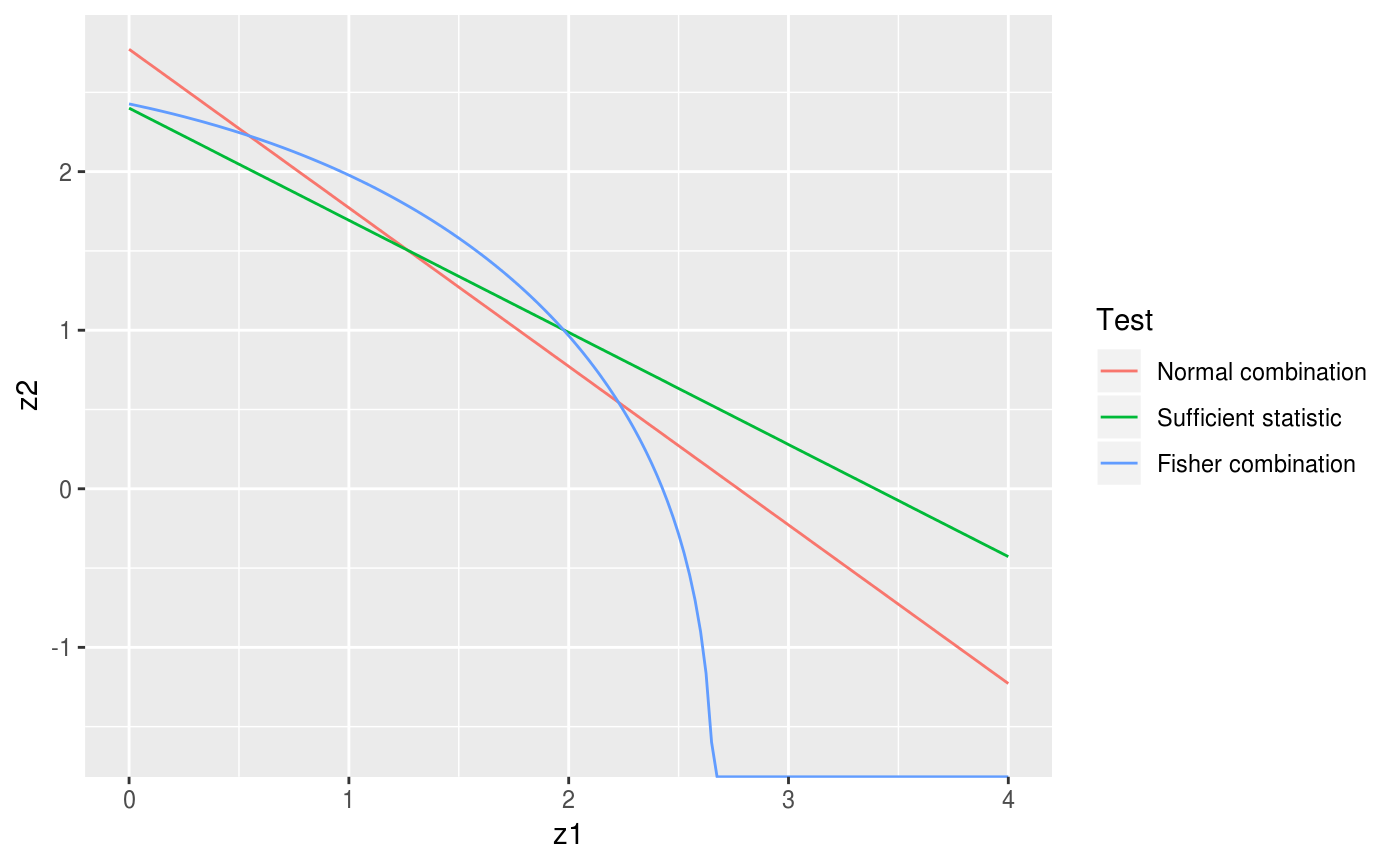 z2
2
1
0
-1
0 1 2 3 4
z1
Test
Normal combination
Sufficient statistic
Fisher combination